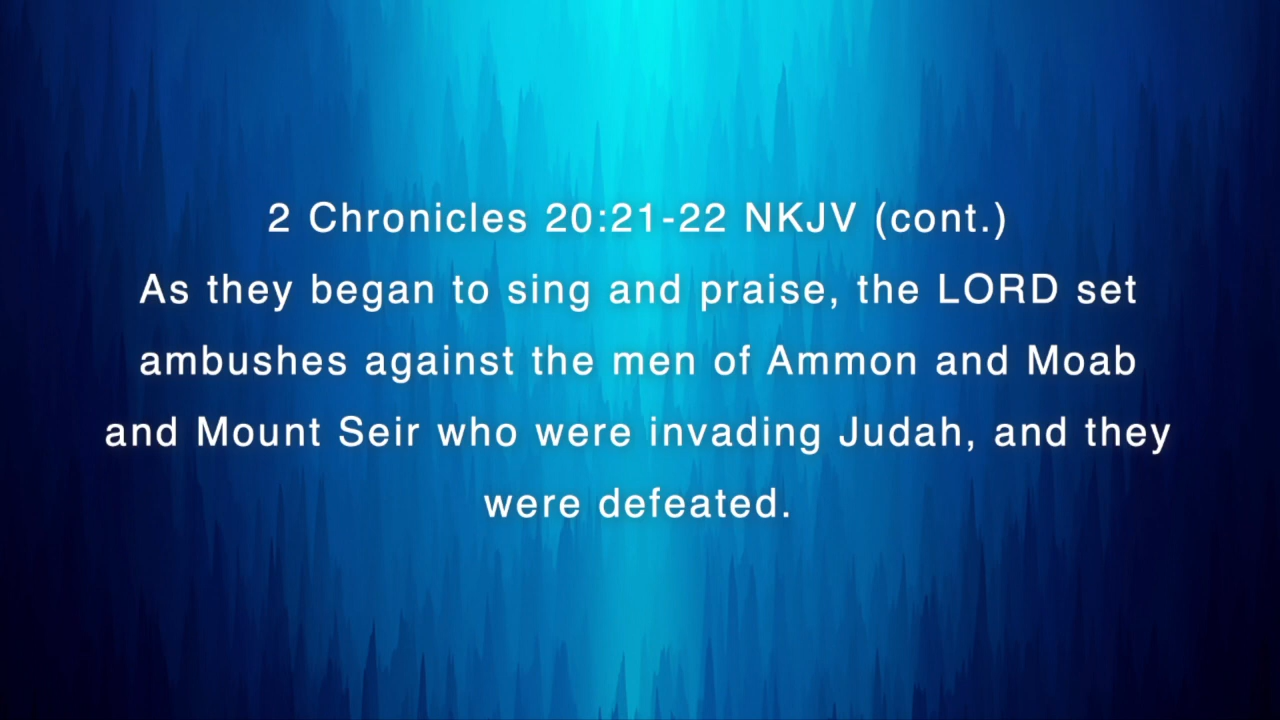 2 Chronicles 20:21-22 NKJV (cont.)
As they began to sing and praise, the LORD set
ambushes against the men of Ammon and Moab
and Mount Seir who were invading Judah, and they
were defeated.